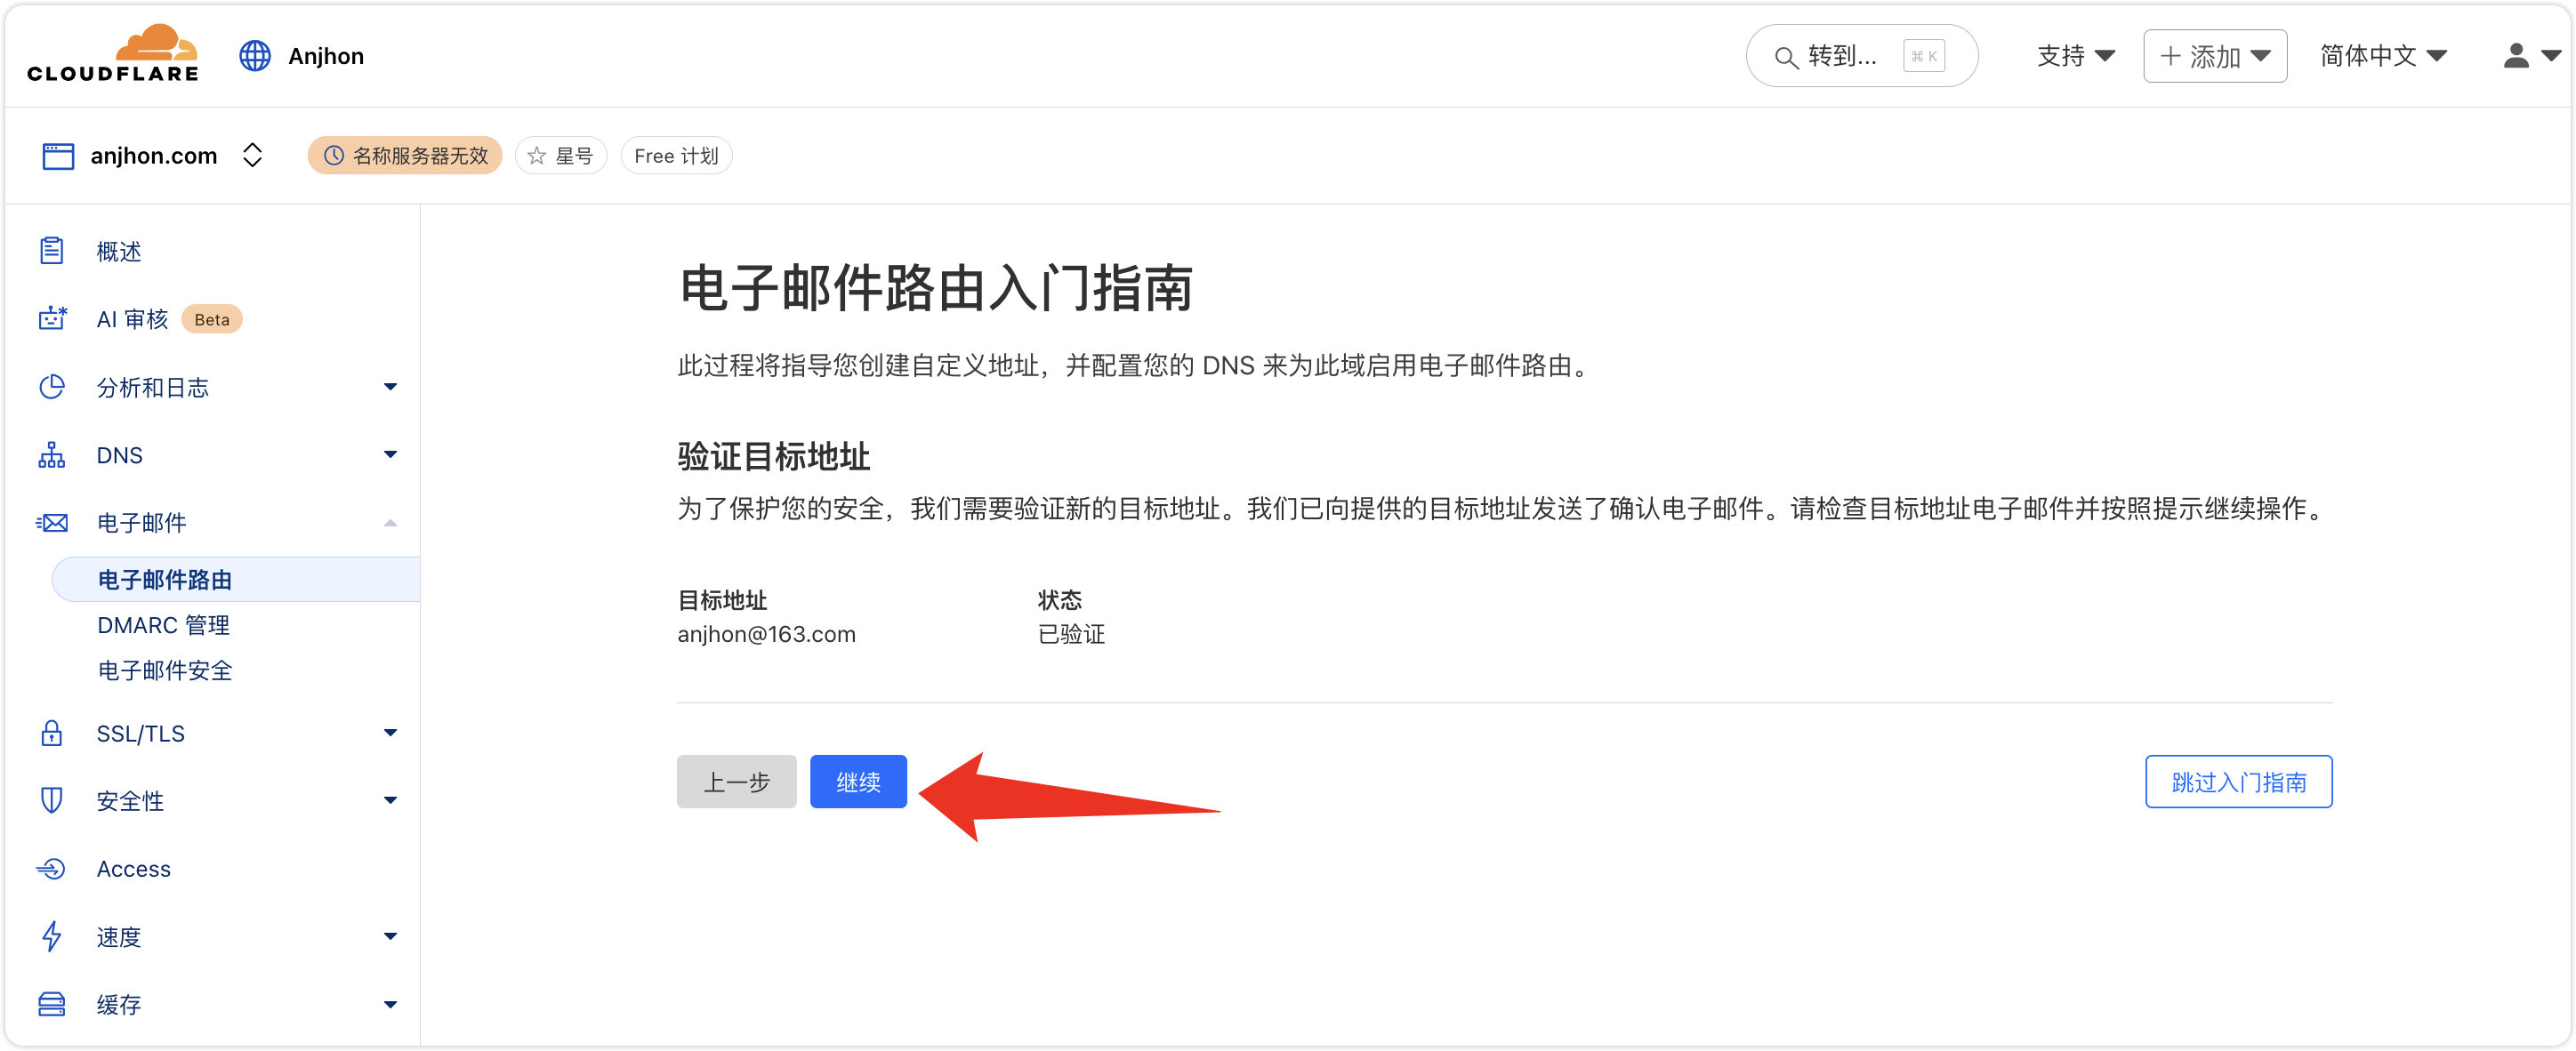 CLOUDFLARE
Anjhon
转到...
⌘ K
支持
添加
简体中文
anjhon.com
名称服务器无效
星号
Free 计划
概述
AI 审核
Beta
分析和日志
DNS
电子邮件
电子邮件路由
DMARC 管理
电子邮件安全
SSL/TLS
安全性
Access
速度
缓存
电子邮件路由入门指南
此过程将指导您创建自定义地址，并配置您的 DNS 来为此域启用电子邮件路由。
验证目标地址
为了保护您的安全，我们需要验证新的目标地址。我们已向提供的目标地址发送了确认电子邮件。请检查目标地址电子邮件并按照提示继续操作。
目标地址
状态
anjhon@163.com
已验证
上一步
继续
跳过入门指南